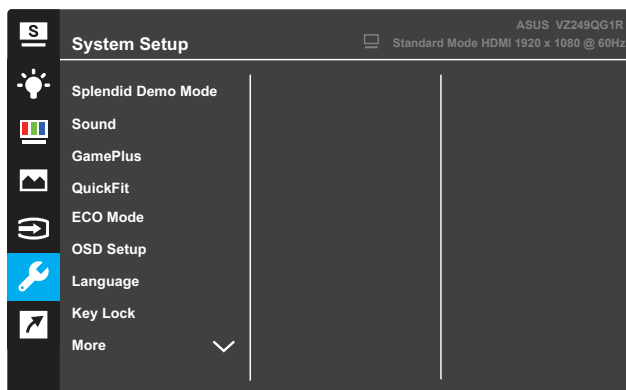 S
System Setup
ASUS VZ249QG1R
Standard Mode HDMI 1920 x 1080 @ 60Hz
Splendid Demo Mode
Sound
GamePlus
QuickFit
ECO Mode
OSD Setup
Language
Key Lock
More